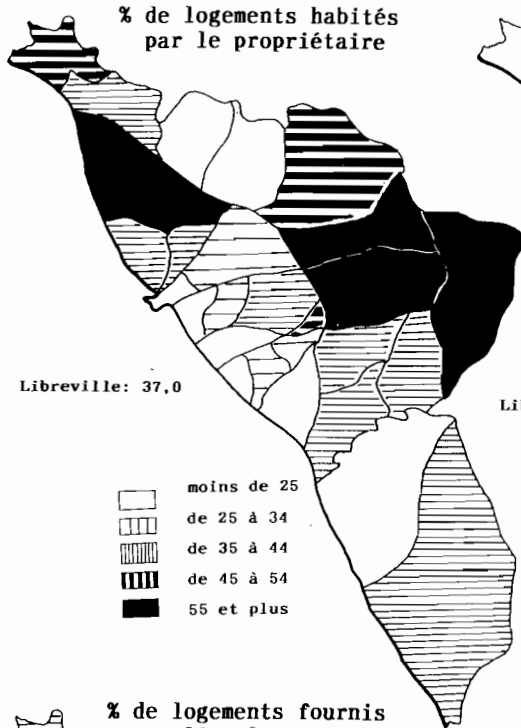 % de logements habités
par le propriétaire
Libreville: 37,0
moins de 25
de 25 à 34
de 35 à 44
de 45 à 54
55 et plus
% de logements fournis